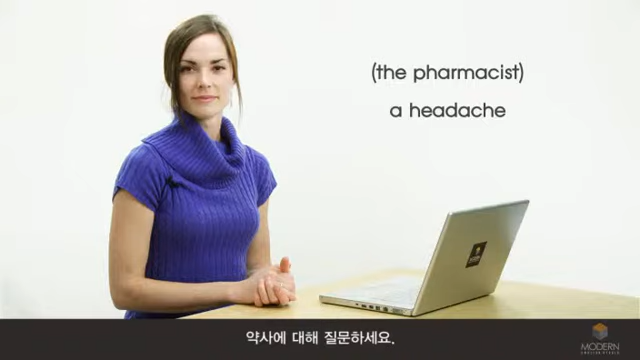 (the pharmacist)
a headache
약사에 대해 질문하세요.
MODERN